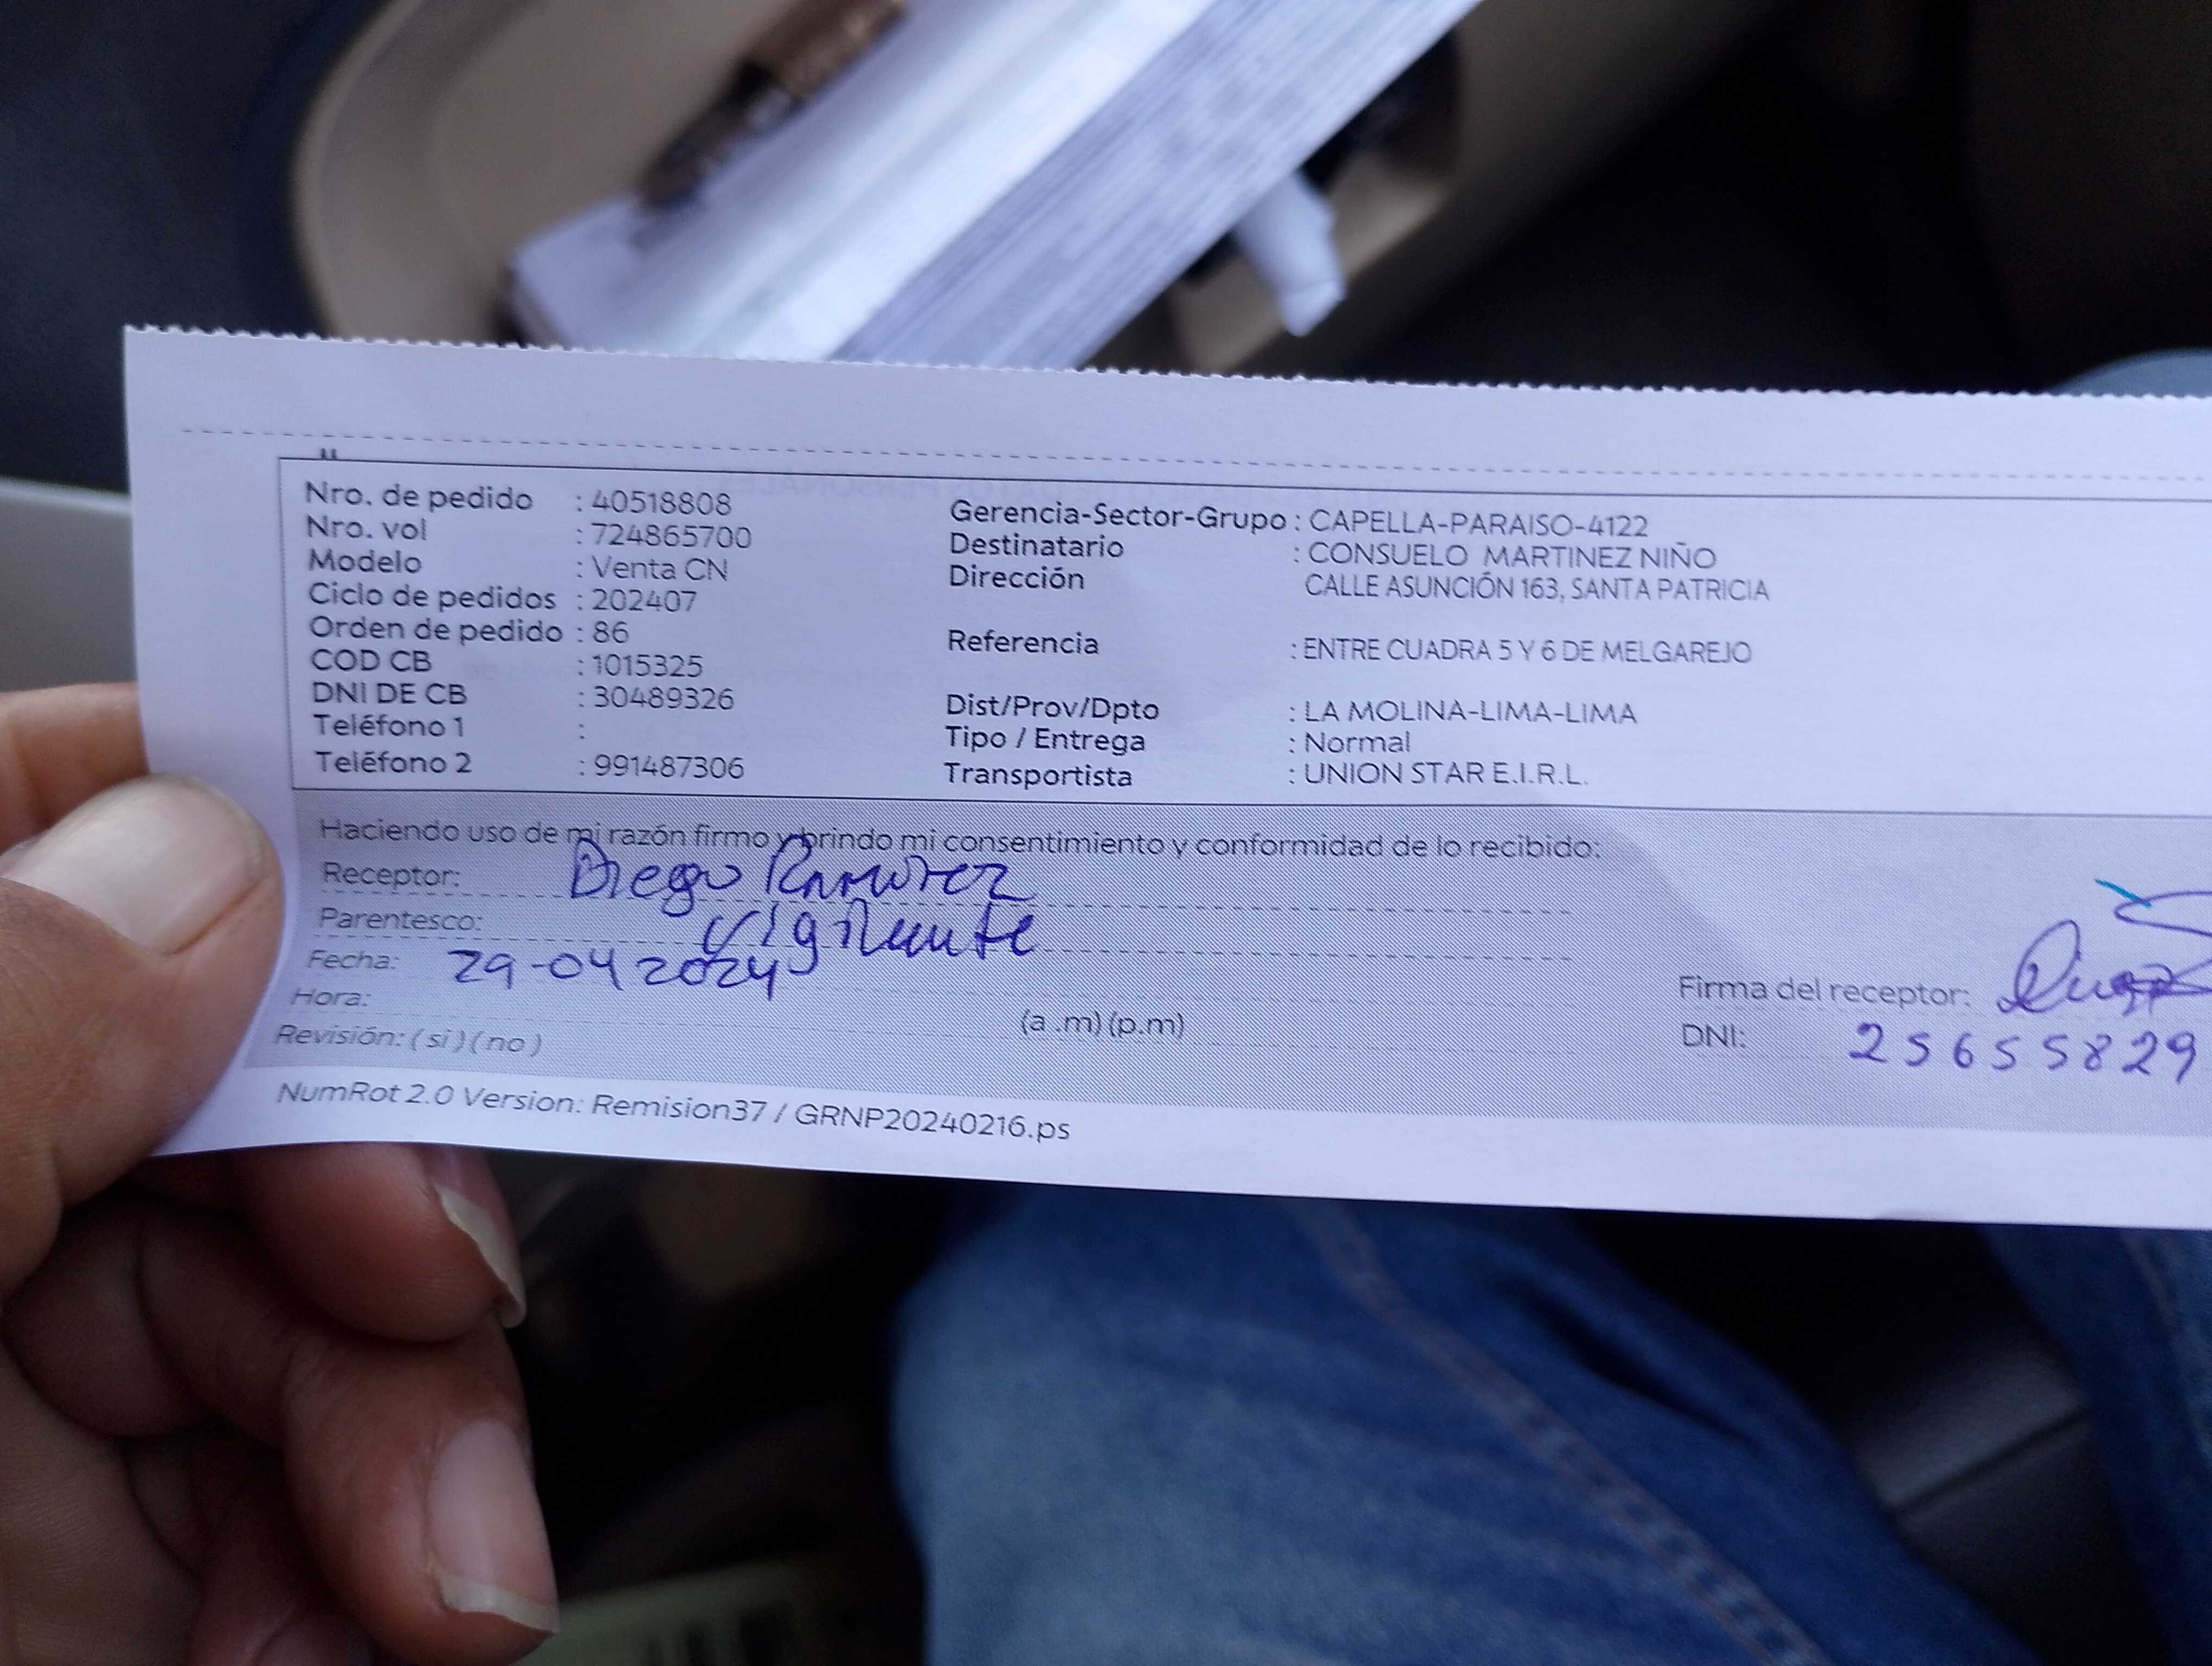 Nro. de pedido : 40518808
Nro. vol : 724865700
Modelo : Venta CN
Ciclo de pedidos : 202407
Orden de pedido : 86
COD CB : 1015325
DNI DE CB : 30489326
Teléfono 1 :
Teléfono 2 : 991487306
Gerencia-Sector-Grupo : CAPELLA-PARAISO-4122
Destinatario : CONSUELO MARTINEZ NIÑO
Dirección CALLE ASUNCIÓN 163, SANTA PATRICIA
Referencia : ENTRE CUADRA 5 Y 6 DE MELGAREJO
Dist/Prov/Dpto : LA MOLINA-LIMA-LIMA
Tipo / Entrega : Normal
Transportista : UNION STAR E.I.R.L.
Haciendo uso de mi razón firmo y brindo mi consentimiento y conformidad de lo recibido:
Receptor: Diego Ramirez
Parentesco: Vigilante
Fecha: 29-04 2024
Hora: (a .m) (p.m)
Revisión: ( si ) ( no )
Firma del receptor:
DNI: 25655829
NumRot 2.0 Version: Remision37 / GRNP20240216.ps